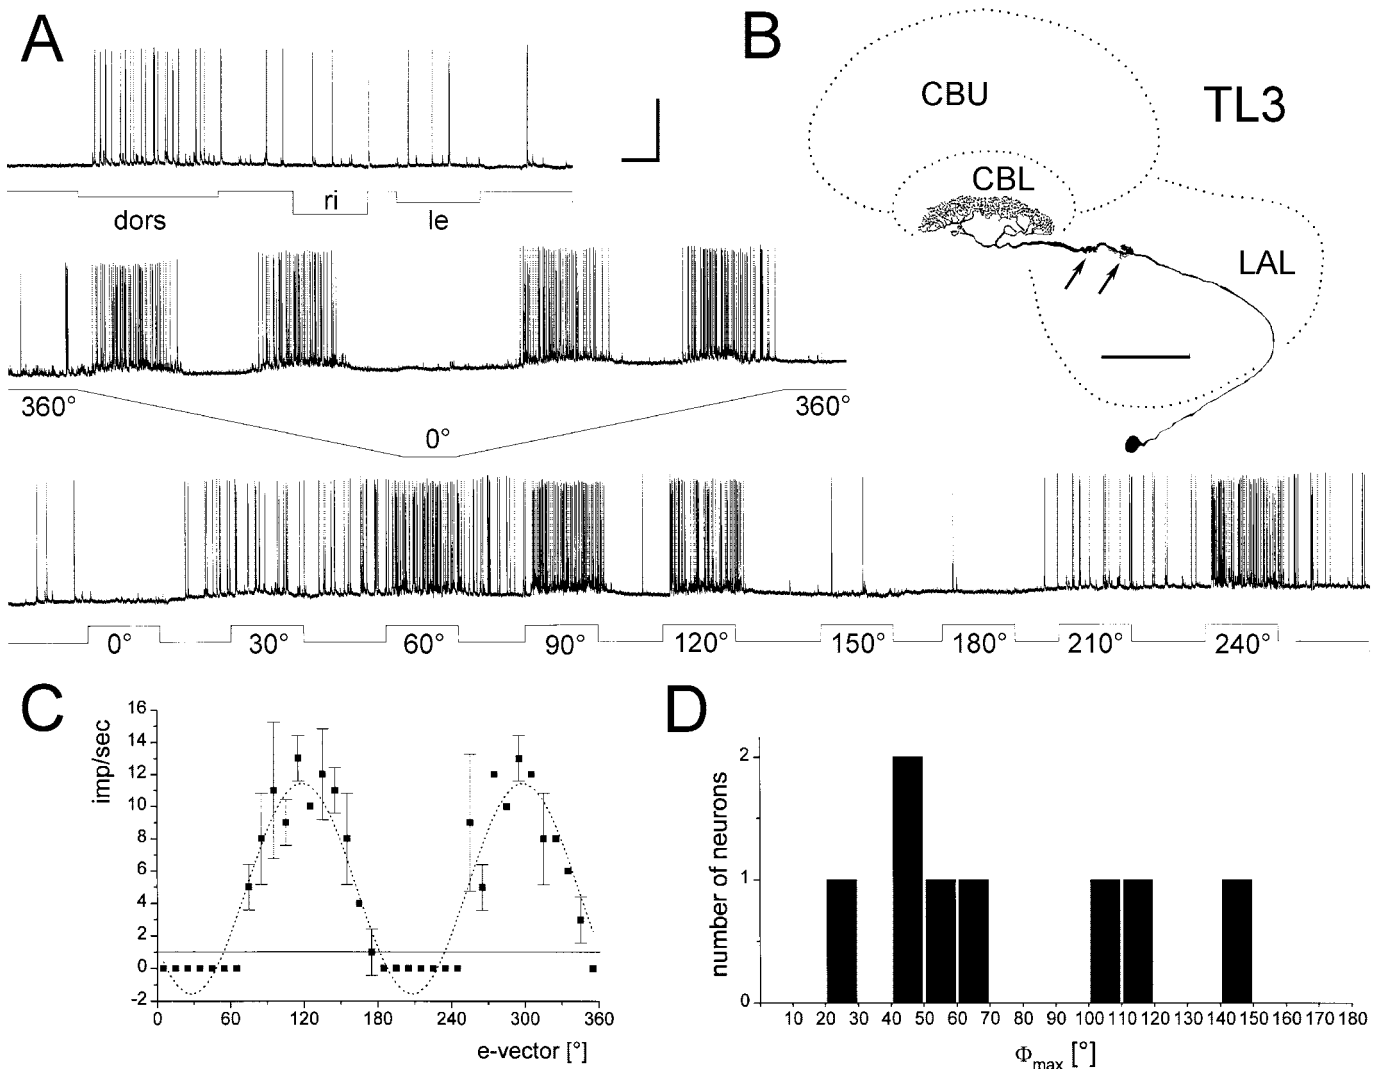 A
dors
ri
le
360°
0°
360°
0°
30°
60°
90°
120°
150°
180°
210°
240°
B
CBU
TL3
CBL
LAL
C
imp/sec
16
14
12
10
8
6
4
2
0
-2
0
60
120
180
240
300
360
e-vector [°]
D
number of neurons
2
1
0
10 20 30 40 50 60 70 80 90 100 110 120 130 140 150 160 170 180
Φmax [°]